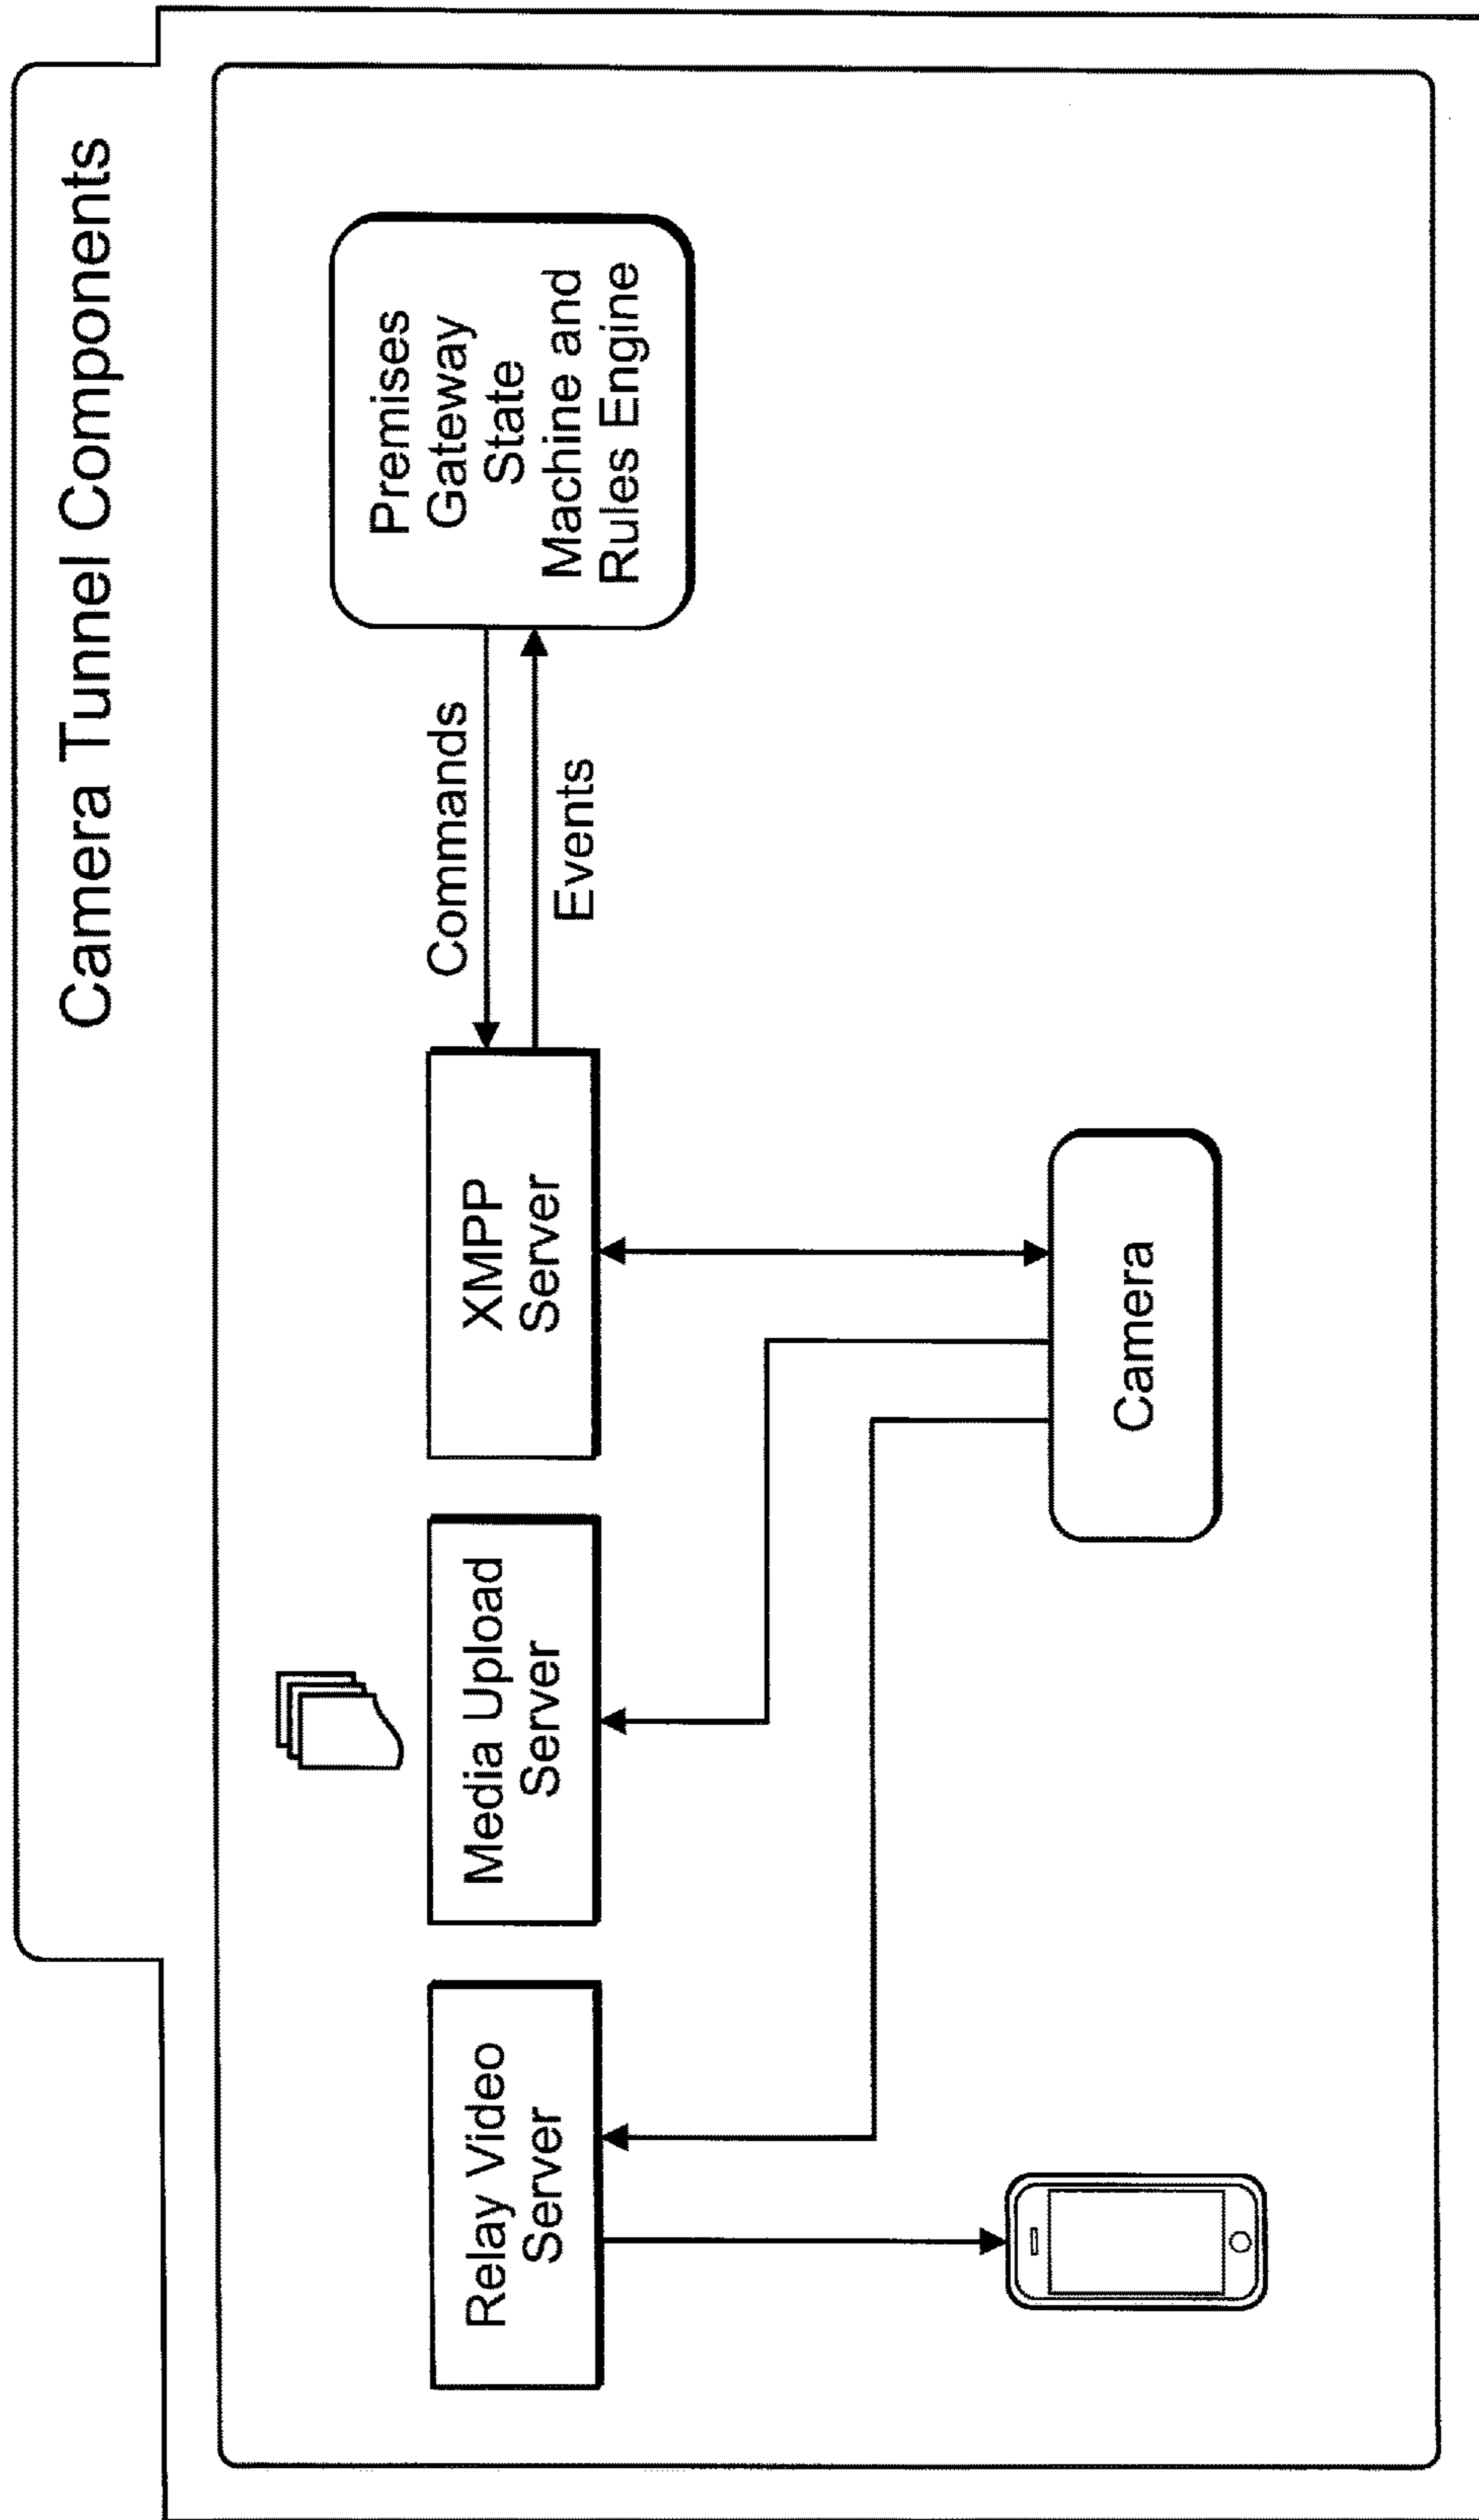 Camera Tunnel Components
Relay Video
Server
Media Upload
Server
XMPP
Server
Commands
Events
Premises
Gateway
State
Machine and
Rules Engine
Camera